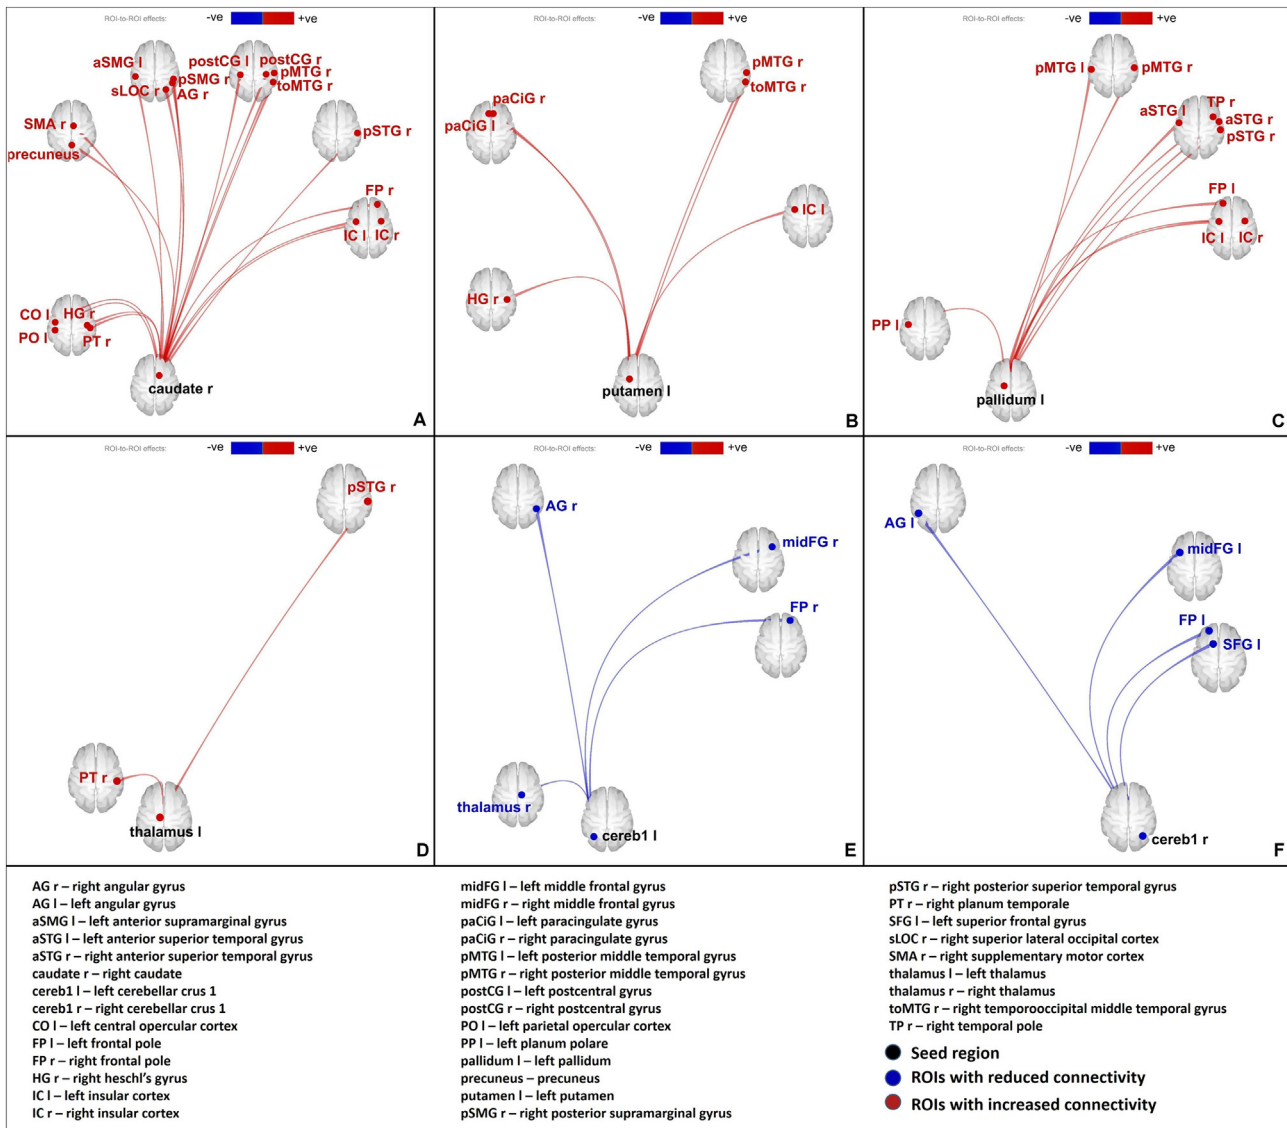 ROI-to-ROI effects: -ve +ve
aSMG l
postCG l postCG r
pSMG r
pMTG r
sLOC r AG r
toMTG r
SMA r
pSTG r
precuneus
FP r
IC l IC r
CO l HG r
PO l PT r
caudate r
A
ROI-to-ROI effects: -ve +ve
pMTG r
toMTG r
paCiG r
paCiG l
IC l
HG r
putamen l
B
ROI-to-ROI effects: -ve +ve
pMTG l pMTG r
TP r
aSTG l aSTG r
pSTG r
FP l
IC l IC r
PP l
pallidum l
C
ROI-to-ROI effects: -ve +ve
pSTG r
PT r
thalamus l
D
ROI-to-ROI effects: -ve +ve
AG r
midFG r
FP r
thalamus r
cereb1 l
E
ROI-to-ROI effects: -ve +ve
AG l
midFG l
FP l
SFG l
cereb1 r
F
AG r – right angular gyrus
AG l – left angular gyrus
aSMG l – left anterior supramarginal gyrus
aSTG l – left anterior superior temporal gyrus
aSTG r – right anterior superior temporal gyrus
caudate r – right caudate
cereb1 l – left cerebellar crus 1
cereb1 r – right cerebellar crus 1
CO l – left central opercular cortex
FP l – left frontal pole
FP r – right frontal pole
HG r – right heschl's gyrus
IC l – left insular cortex
IC r – right insular cortex
midFG l – left middle frontal gyrus
midFG r – right middle frontal gyrus
paCiG l – left paracingulate gyrus
paCiG r – right paracingulate gyrus
pMTG l – left posterior middle temporal gyrus
pMTG r – right posterior middle temporal gyrus
postCG l – left postcentral gyrus
postCG r – right postcentral gyrus
PO l – left parietal opercular cortex
PP l – left planum polare
pallidum l – left pallidum
precuneus – precuneus
putamen l – left putamen
pSMG r – right posterior supramarginal gyrus
pSTG r – right posterior superior temporal gyrus
PT r – right planum temporale
SFG l – left superior frontal gyrus
sLOC r – right superior lateral occipital cortex
SMA r – right supplementary motor cortex
thalamus l – left thalamus
thalamus r – right thalamus
toMTG r – right temporooccipital middle temporal gyrus
TP r – right temporal pole
Seed region
ROIs with reduced connectivity
ROIs with increased connectivity